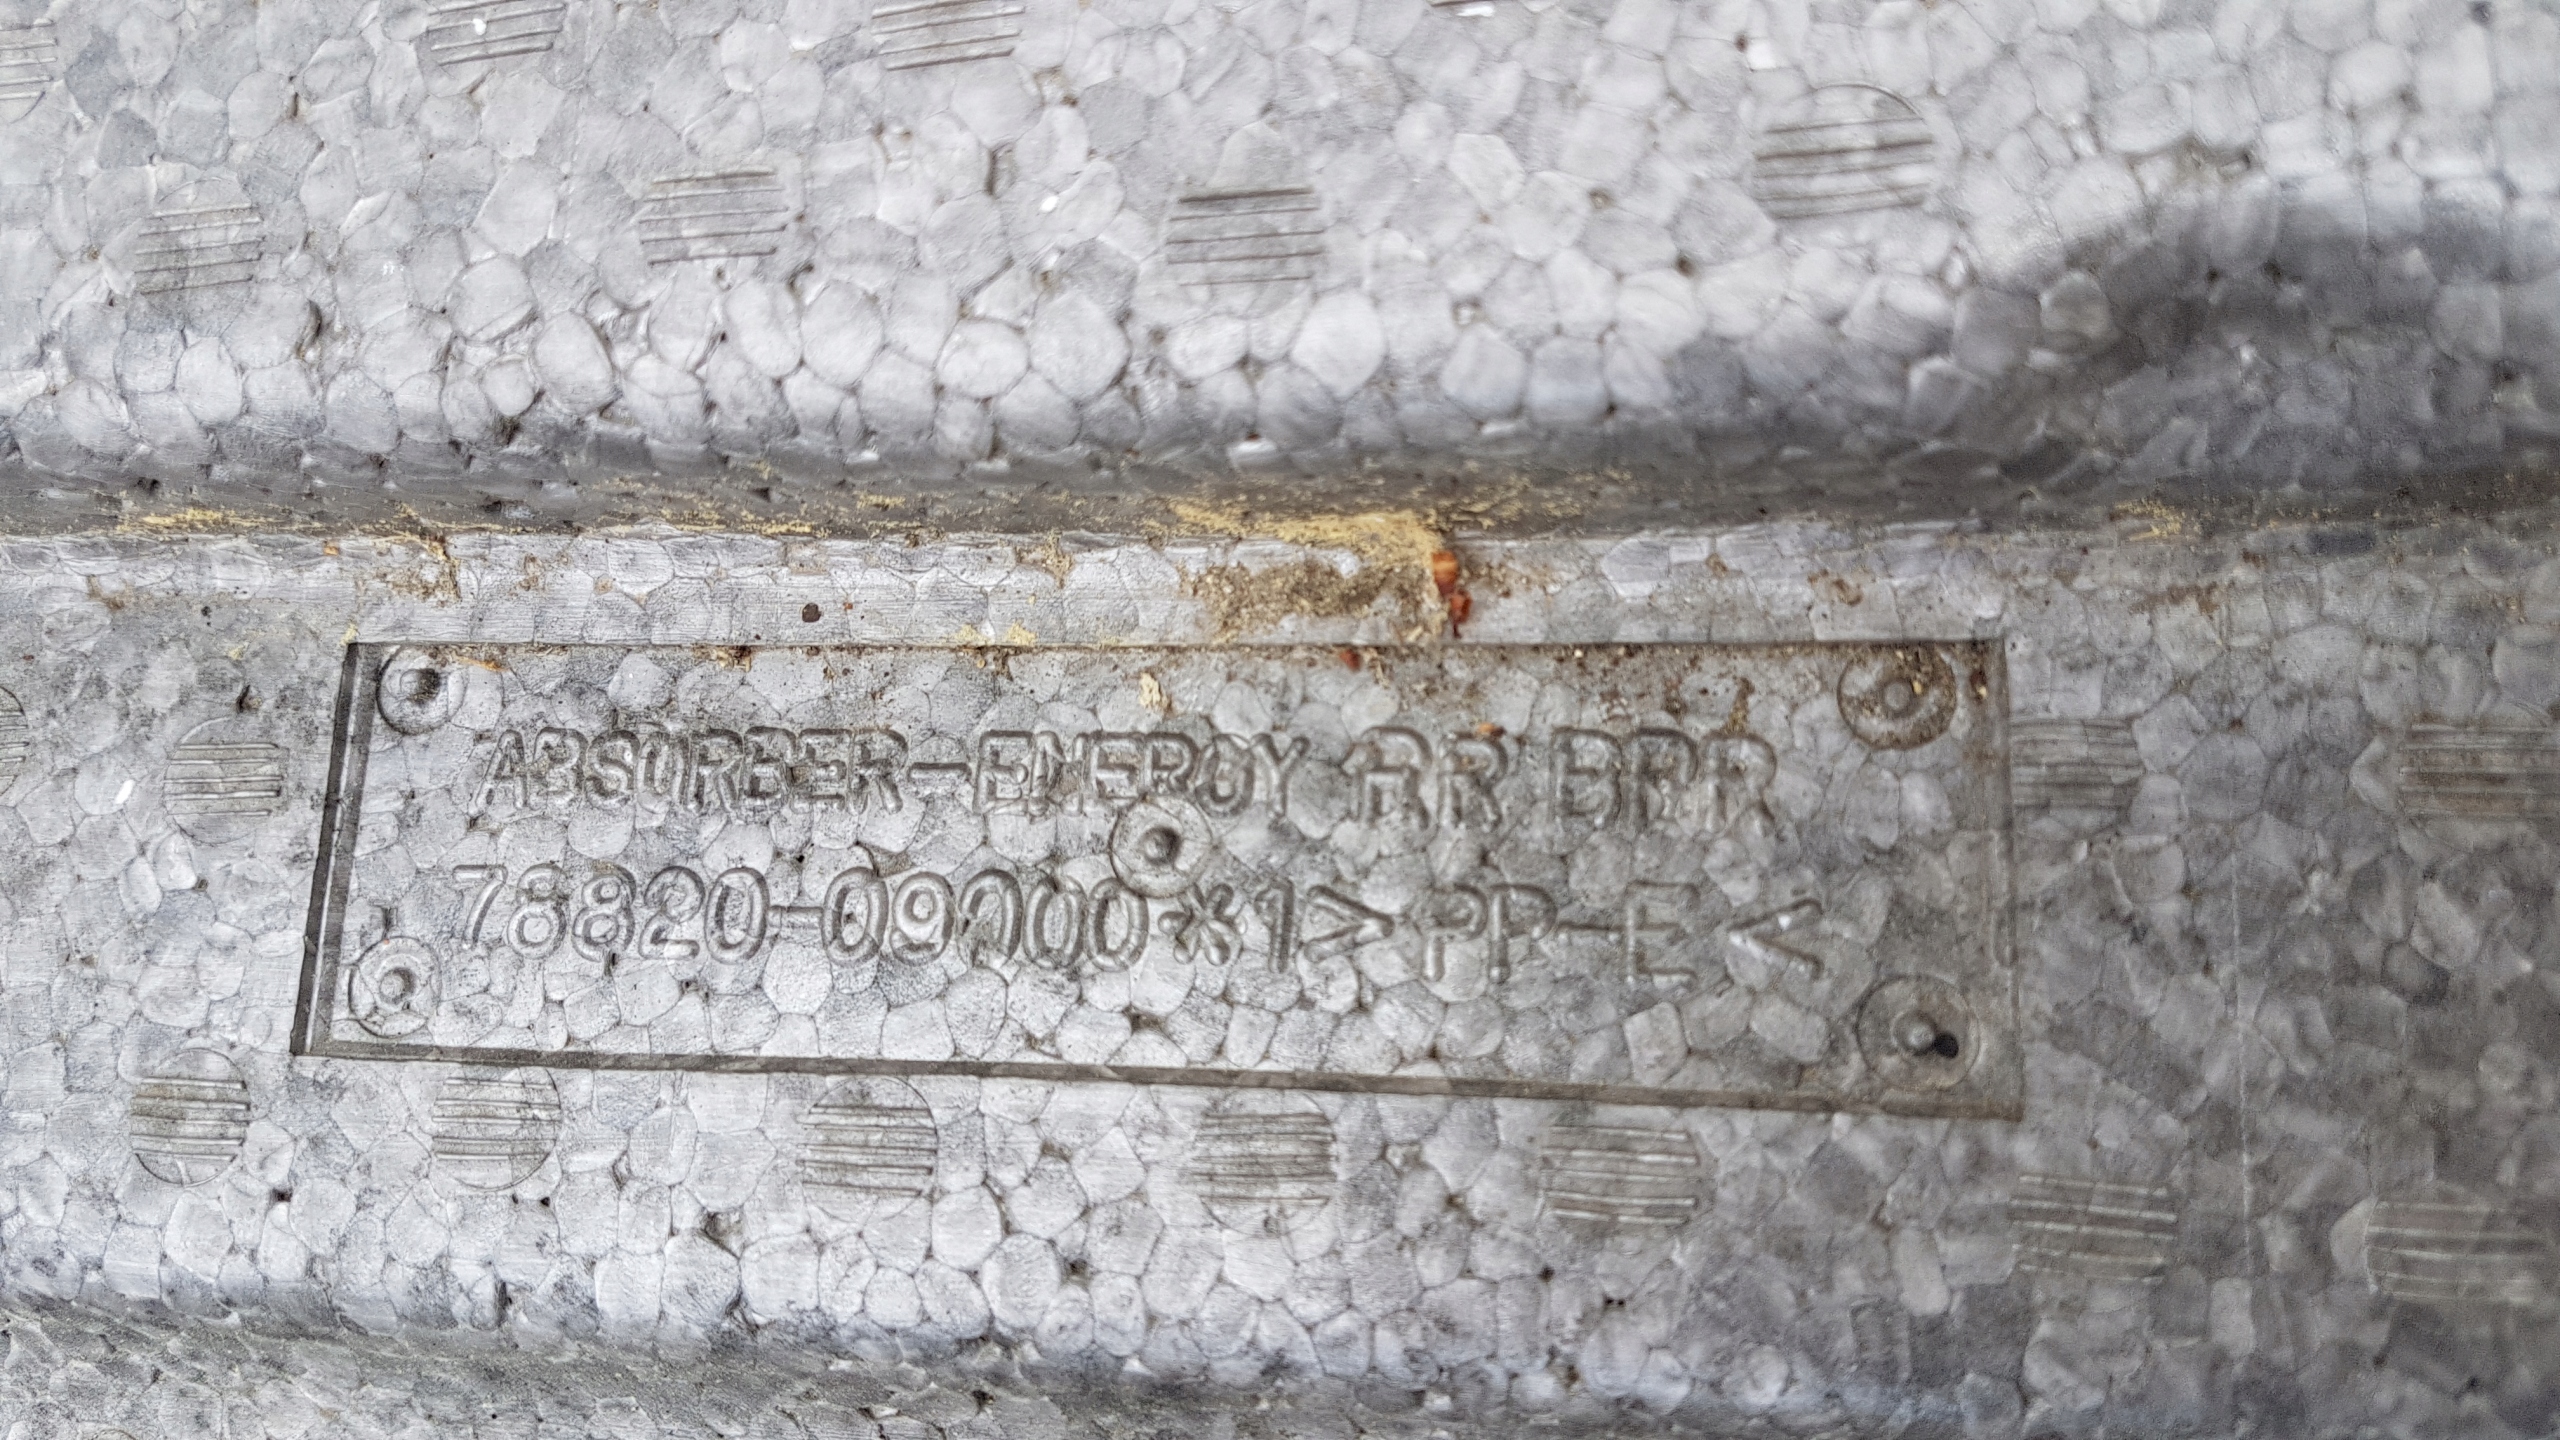 ABSORBER-ENERGY RR BPR
78820-09000*1>PP-E<